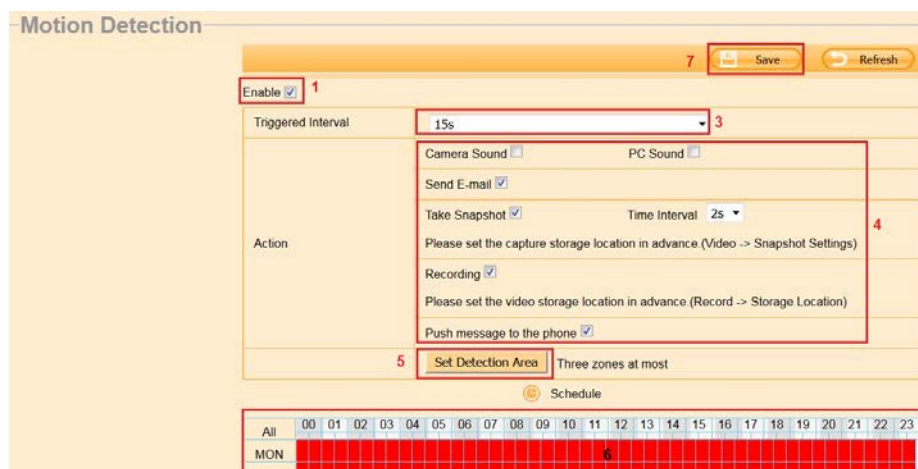 Motion Detection
7 Save Refresh
Enable 1
Triggered Interval 15s 3
Camera Sound PC Sound
Send E-mail
Take Snapshot Time Interval 2s 4
Action Please set the capture storage location in advance.(Video -> Snapshot Settings)
Recording
Please set the video storage location in advance.(Record -> Storage Location)
Push message to the phone
5 Set Detection Area Three zones at most
Schedule
All 00 01 02 03 04 05 06 07 08 09 10 11 12 13 14 15 16 17 18 19 20 21 22 23
MON 6